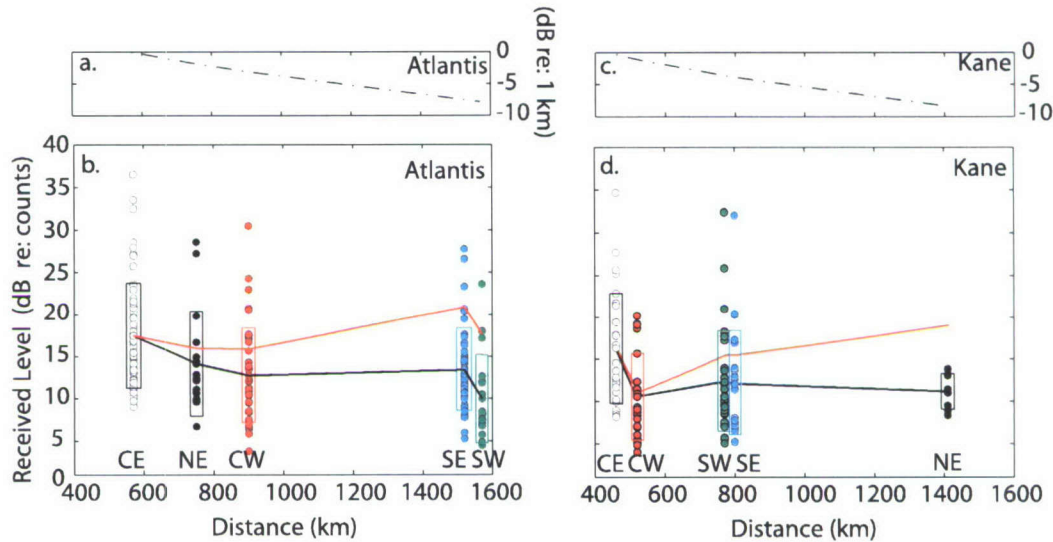 a.
Atlantis
0
-5
-10
(dB re: 1 km)
c.
Kane
0
-5
-10
40
35
30
25
20
15
10
5
0
Received Level (dB re: counts)
b.
Atlantis
CE
NE
CW
SE
SW
400
600
800
1000
1200
1400
1600
Distance (km)
d.
Kane
CE
CW
SW
SE
NE
400
600
800
1000
1200
1400
1600
Distance (km)